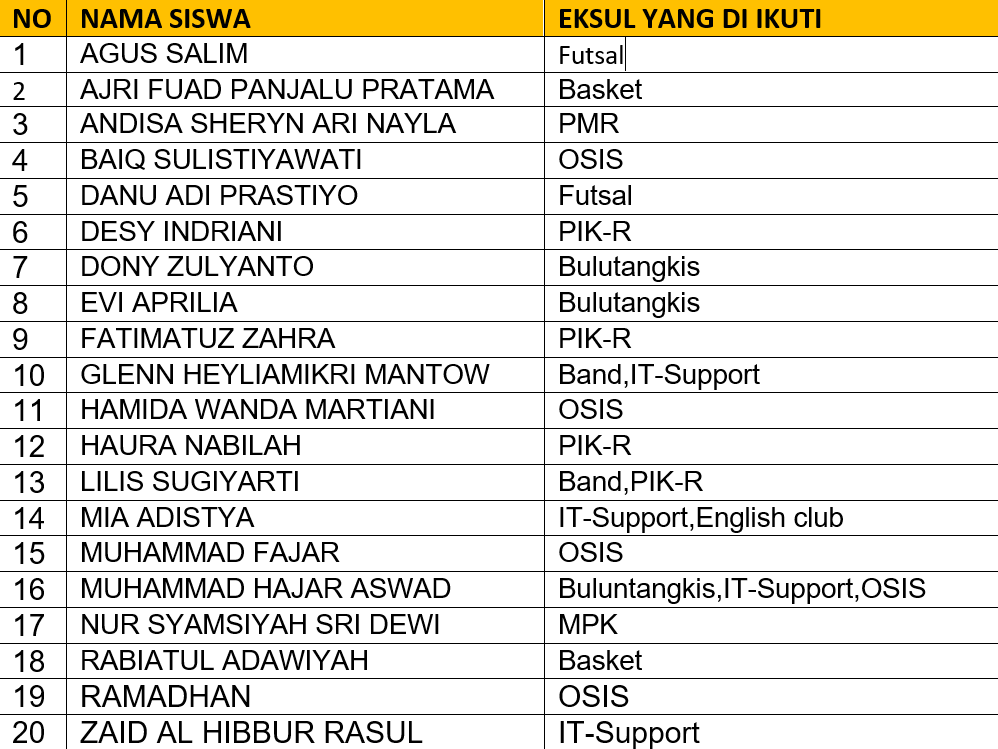 NO NAMA SISWA EKSUL YANG DI IKUTI
1 AGUS SALIM Futsal
2 AJRI FUAD PANJALU PRATAMA Basket
3 ANDISA SHERYN ARI NAYLA PMR
4 BAIQ SULISTIYAWATI OSIS
5 DANU ADI PRASTIYO Futsal
6 DESY INDRIANI PIK-R
7 DONY ZULYANTO Bulutangkis
8 EVI APRILIA Bulutangkis
9 FATIMATUZ ZAHRA PIK-R
10 GLENN HEYLIAMIKRI MANTOW Band,IT-Support
11 HAMIDA WANDA MARTIANI OSIS
12 HAURA NABILAH PIK-R
13 LILIS SUGIYARTI Band,PIK-R
14 MIA ADISTYA IT-Support,English club
15 MUHAMMAD FAJAR OSIS
16 MUHAMMAD HAJAR ASWAD Buluntangkis,IT-Support,OSIS
17 NUR SYAMSIYAH SRI DEWI MPK
18 RABIATUL ADAWIYAH Basket
19 RAMADHAN OSIS
20 ZAID AL HIBBUR RASUL IT-Support